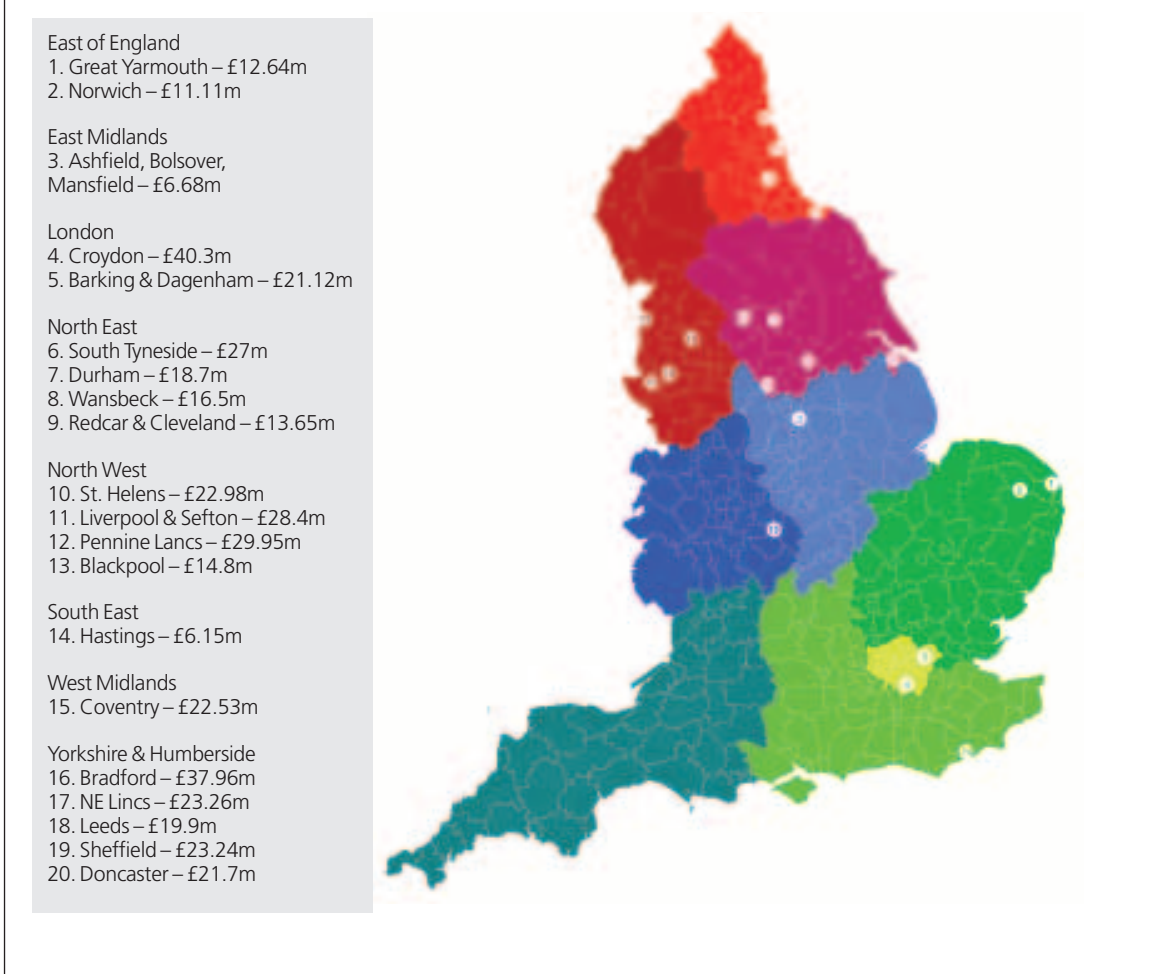 East of England
1. Great Yarmouth – £12.64m
2. Norwich – £11.11m
East Midlands
3. Ashfield, Bolsover,
Mansfield – £6.68m
London
4. Croydon – £40.3m
5. Barking & Dagenham – £21.12m
North East
6. South Tyneside – £27m
7. Durham – £18.7m
8. Wansbeck – £16.5m
9. Redcar & Cleveland – £13.65m
North West
10. St. Helens – £22.98m
11. Liverpool & Sefton – £28.4m
12. Pennine Lancs – £29.95m
13. Blackpool – £14.8m
South East
14. Hastings – £6.15m
West Midlands
15. Coventry – £22.53m
Yorkshire & Humberside
16. Bradford – £37.96m
17. NE Lincs – £23.26m
18. Leeds – £19.9m
19. Sheffield – £23.24m
20. Doncaster – £21.7m